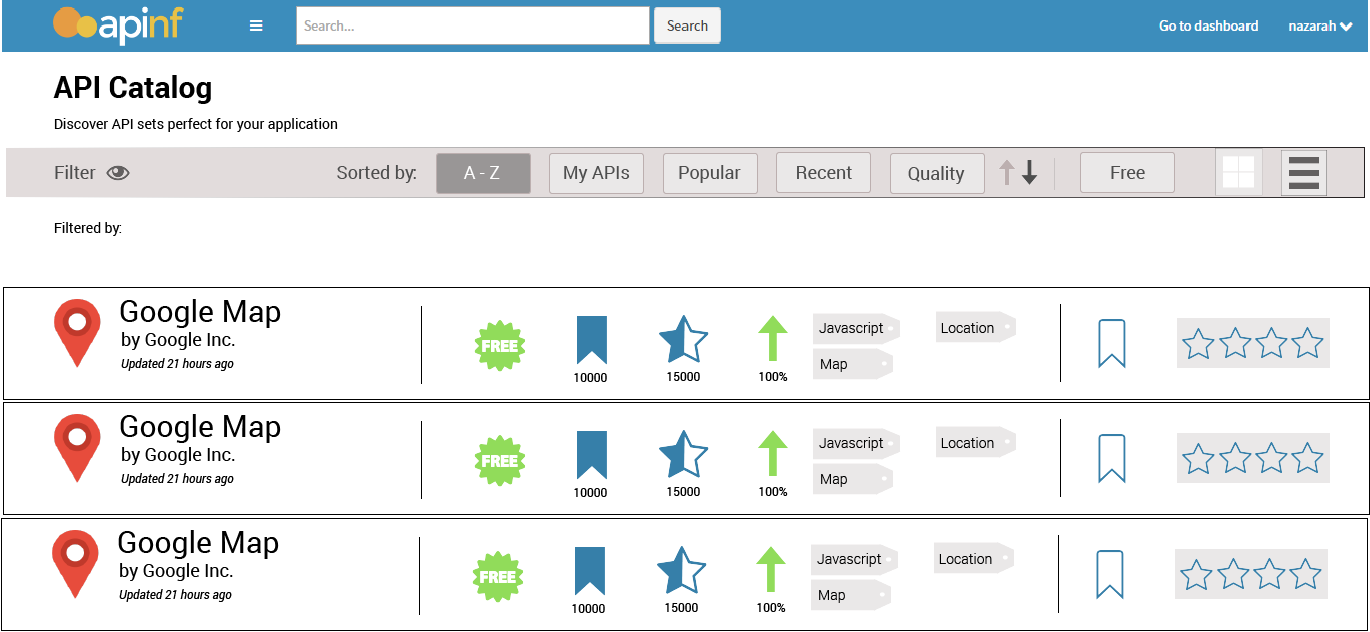 apinf Search... Search Go to dashboard nazarah
API Catalog
Discover API sets perfect for your application
Filter Sorted by: A - Z My APIs Popular Recent Quality Free
Filtered by:
Google Map
by Google Inc.
Updated 21 hours ago
FREE
10000
15000
100%
Javascript Location
Map
Google Map
by Google Inc.
Updated 21 hours ago
FREE
10000
15000
100%
Javascript Location
Map
Google Map
by Google Inc.
Updated 21 hours ago
FREE
10000
15000
100%
Javascript Location
Map